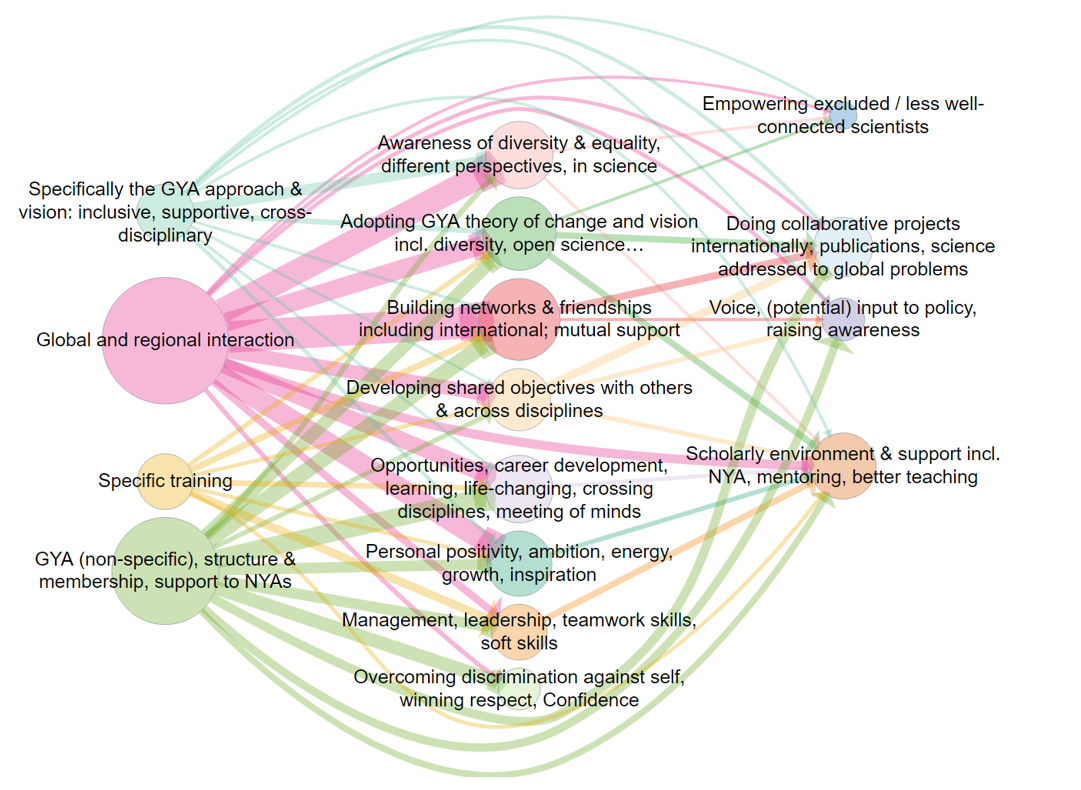 Specifically the GYA approach &
vision: inclusive, supportive, cross-
disciplinary
Global and regional interaction
Specific training
GYA (non-specific), structure &
membership, support to NYAs
Awareness of diversity & equality,
different perspectives, in science
Adopting GYA theory of change and vision
incl. diversity, open science…
Building networks & friendships
including international; mutual support
Developing shared objectives with others
& across disciplines
Opportunities, career development,
learning, life-changing, crossing
disciplines, meeting of minds
Personal positivity, ambition, energy,
growth, inspiration
Management, leadership, teamwork skills,
soft skills
Overcoming discrimination against self,
winning respect, Confidence
Empowering excluded / less well-
connected scientists
Doing collaborative projects
internationally; publications, science
addressed to global problems
Voice, (potential) input to policy,
raising awareness
Scholarly environment & support incl.
NYA, mentoring, better teaching